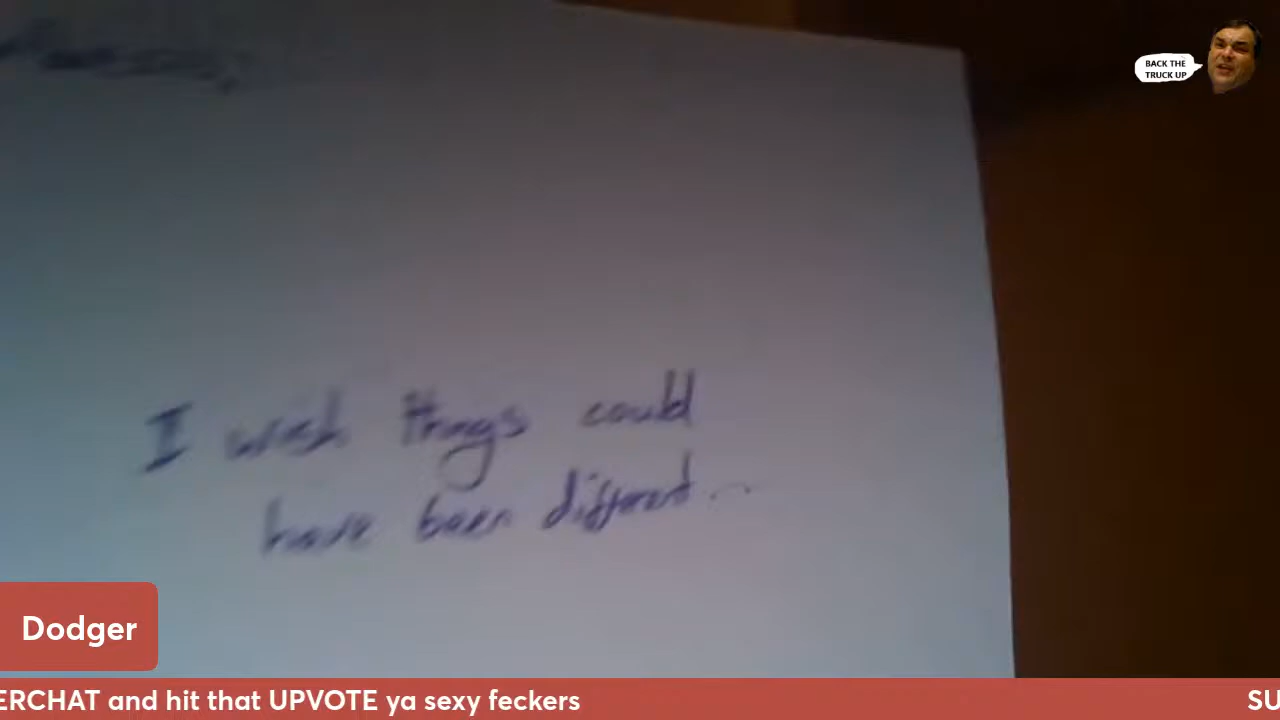 BACK THE
TRUCK UP
I wish things could
have been different...
Dodger
ERCHAT and hit that UPVOTE ya sexy feckers
SU